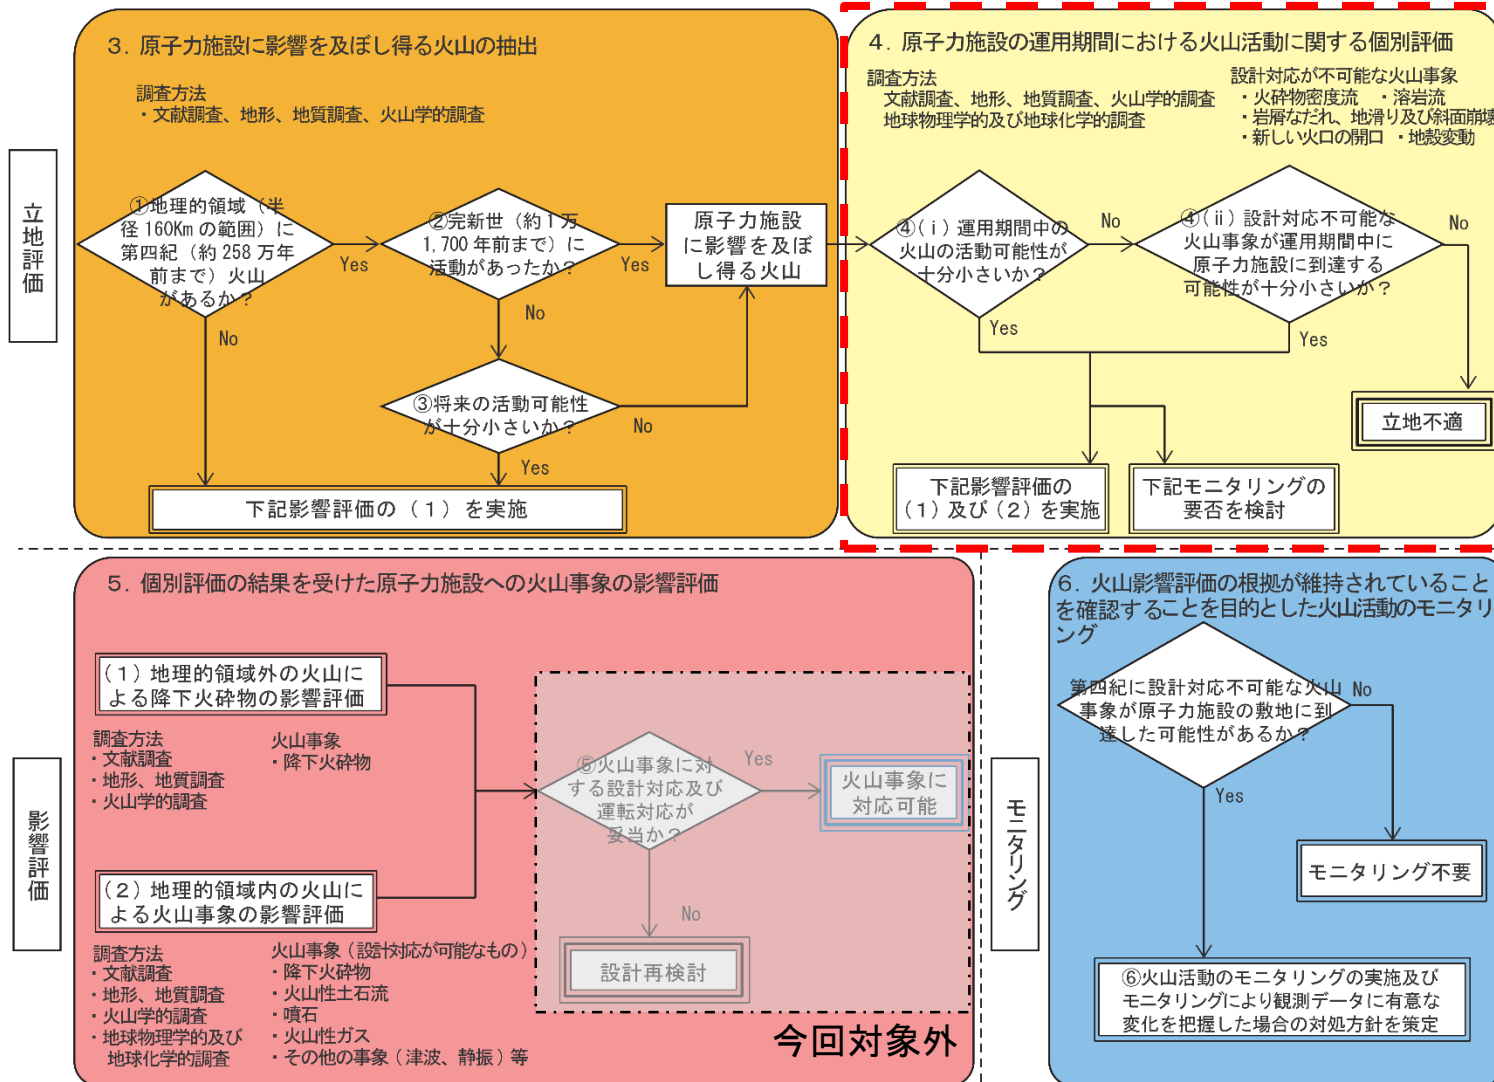 立地評価
3．原子力施設に影響を及ぼし得る火山の抽出
調査方法
・文献調査、地形、地質調査、火山学的調査
①地理的領域（半
径 160Km の範囲）に
第四紀（約 258 万年
前まで）火山
があるか？
Yes
No
②完新世（約１万
1,700 年前まで）に
活動があったか？
Yes
No
原子力施設
に影響を及ぼ
し得る火山
③将来の活動可能性
が十分小さいか？
No
Yes
下記影響評価の（１）を実施
4．原子力施設の運用期間における火山活動に関する個別評価
調査方法
文献調査、地形、地質調査、火山学的調査
地球物理学的及び地球化学的調査
設計対応が不可能な火山事象
・火砕物密度流　・溶岩流
・岩屑なだれ、地滑り及び斜面崩壊
・新しい火口の開口　・地殻変動
④(ⅰ) 運用期間中の
火山の活動可能性が
十分小さいか？
No
Yes
④(ⅱ) 設計対応不可能な
火山事象が運用期間中に
原子力施設に到達する
可能性が十分小さいか？
No
Yes
立地不適
下記影響評価の
（１）及び（２）を実施
下記モニタリングの
要否を検討
影響評価
5．個別評価の結果を受けた原子力施設への火山事象の影響評価
（１）地理的領域外の火山に
よる降下火砕物の影響評価
調査方法
・文献調査
・地形、地質調査
・火山学的調査
火山事象
・降下火砕物
（２）地理的領域内の火山に
よる火山事象の影響評価
調査方法
・文献調査
・地形、地質調査
・火山学的調査
・地球物理学的及び
地球化学的調査
火山事象（設計対応が可能なもの）
・降下火砕物
・火山性土石流
・噴石
・火山性ガス
・その他の事象（津波、静振）等
⑤火山事象に対
する設計対応及び
運転対応が
妥当か？
Yes
火山事象に
対応可能
No
設計再検討
今回対象外
モニタリング
6．火山影響評価の根拠が維持されていること
を確認することを目的とした火山活動のモニタリ
ング
第四紀に設計対応不可能な火山
事象が原子力施設の敷地に到
達した可能性があるか？
No
Yes
モニタリング不要
⑥火山活動のモニタリングの実施及び
モニタリングにより観測データに有意な
変化を把握した場合の対処方針を策定